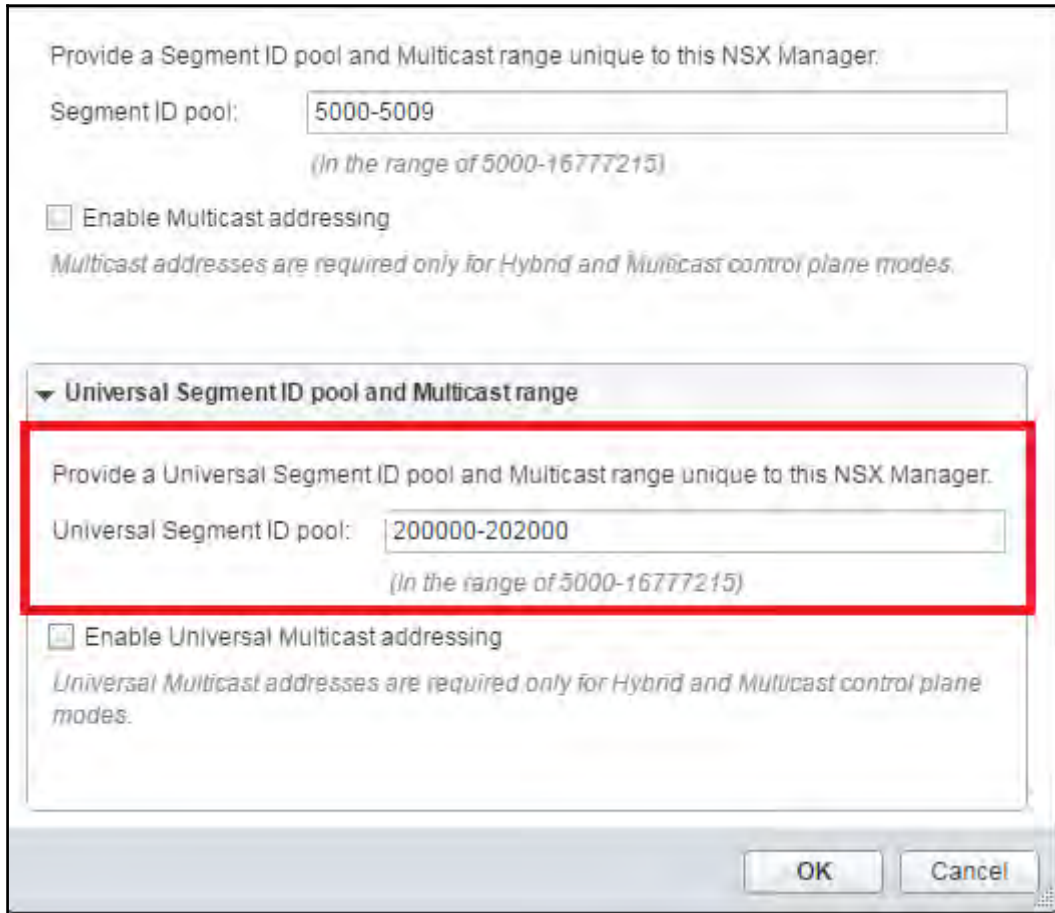 Provide a Segment ID pool and Multicast range unique to this NSX Manager.
Segment ID pool: 5000-5009
(In the range of 5000-16777215)
Enable Multicast addressing
Multicast addresses are required only for Hybrid and Multicast control plane modes.
Universal Segment ID pool and Multicast range
Provide a Universal Segment ID pool and Multicast range unique to this NSX Manager.
Universal Segment ID pool: 200000-202000
(In the range of 5000-16777215)
Enable Universal Multicast addressing
Universal Multicast addresses are required only for Hybrid and Multicast control plane
modes.
OK Cancel